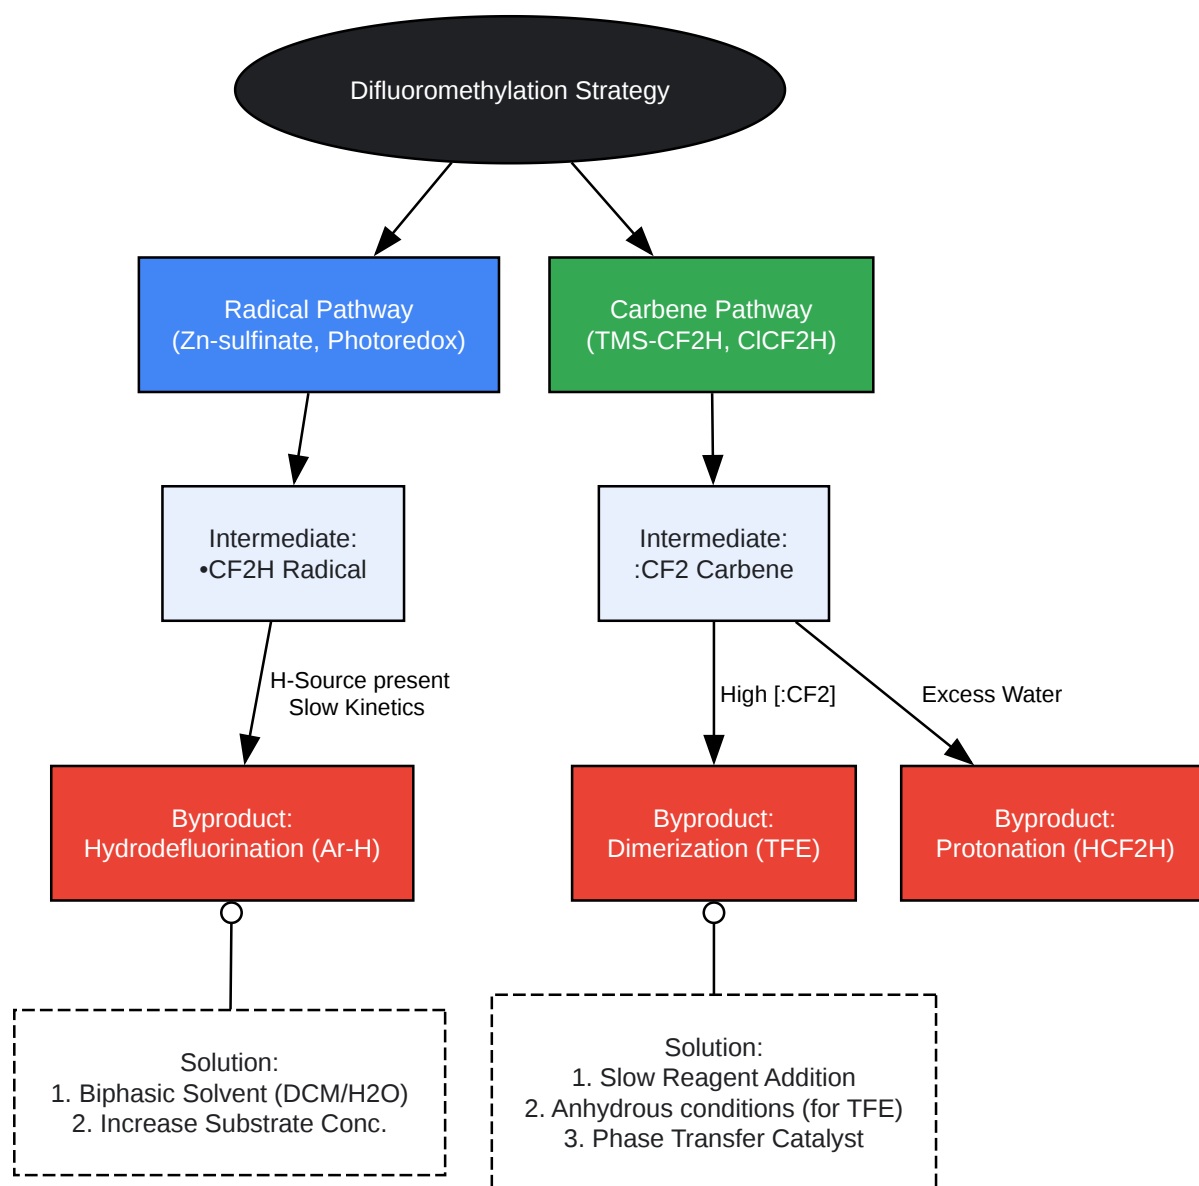 Difluoromethylation Strategy
Radical Pathway
(Zn-sulfinate, Photoredox)
Carbene Pathway
(TMS-CF2H, ClCF2H)
Intermediate:
•CF2H Radical
Intermediate:
:CF2 Carbene
H-Source present
Slow Kinetics
High [:CF2]
Excess Water
Byproduct:
Hydrodefluorination (Ar-H)
Byproduct:
Dimerization (TFE)
Byproduct:
Protonation (HCF2H)
Solution:
1. Biphasic Solvent (DCM/H2O)
2. Increase Substrate Conc.
Solution:
1. Slow Reagent Addition
2. Anhydrous conditions (for TFE)
3. Phase Transfer Catalyst